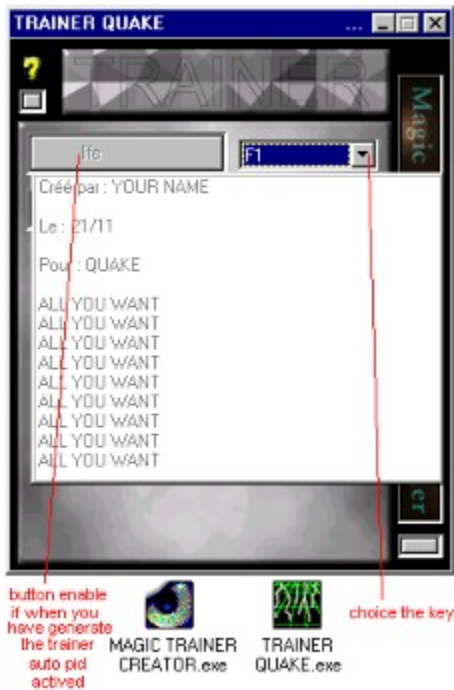 TRAINER QUAKE ...
?
TRAINER
Magic
F1
Créé par : YOUR NAME
Le : 21/11
Pour : QUAKE
ALL YOU WANT
ALL YOU WANT
ALL YOU WANT
ALL YOU WANT
ALL YOU WANT
ALL YOU WANT
ALL YOU WANT
ALL YOU WANT
ALL YOU WANT
er
button enable
if when you
have generate
the trainer
auto pid
actived
MAGIC TRAINER
CREATOR.exe
TRAINER
QUAKE.exe
choice the key